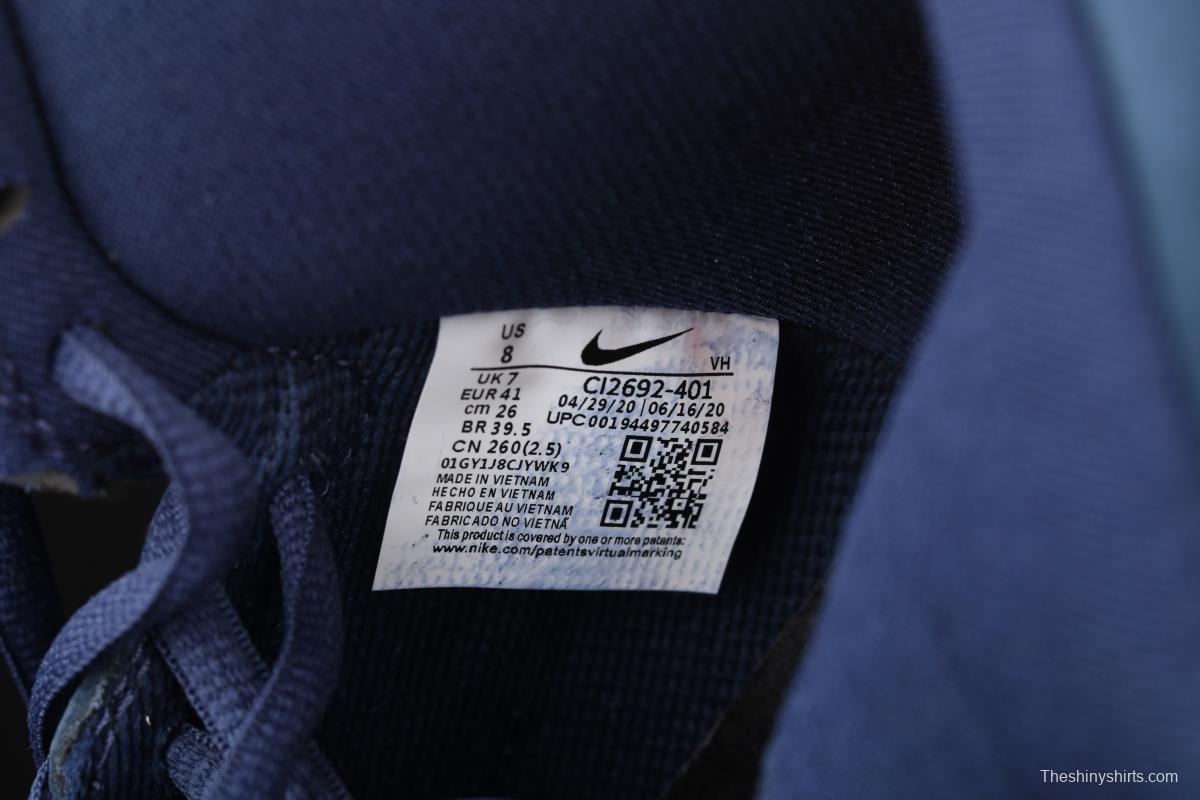 US
8
VH
UK 7
EUR 41
cm 26
BR 39.5
CN 260(2.5)
CI2692-401
04/29/20 | 06/16/20
UPC00194497740584
01GY1J8CJYWK9
MADE IN VIETNAM
HECHO EN VIETNAM
FABRIQUE AU VIETNAM
FABRICADO NO VIETNÃ
This product is covered by one or more patents:
www.nike.com/patentsvirtualmarking
Theshinyshirts.com